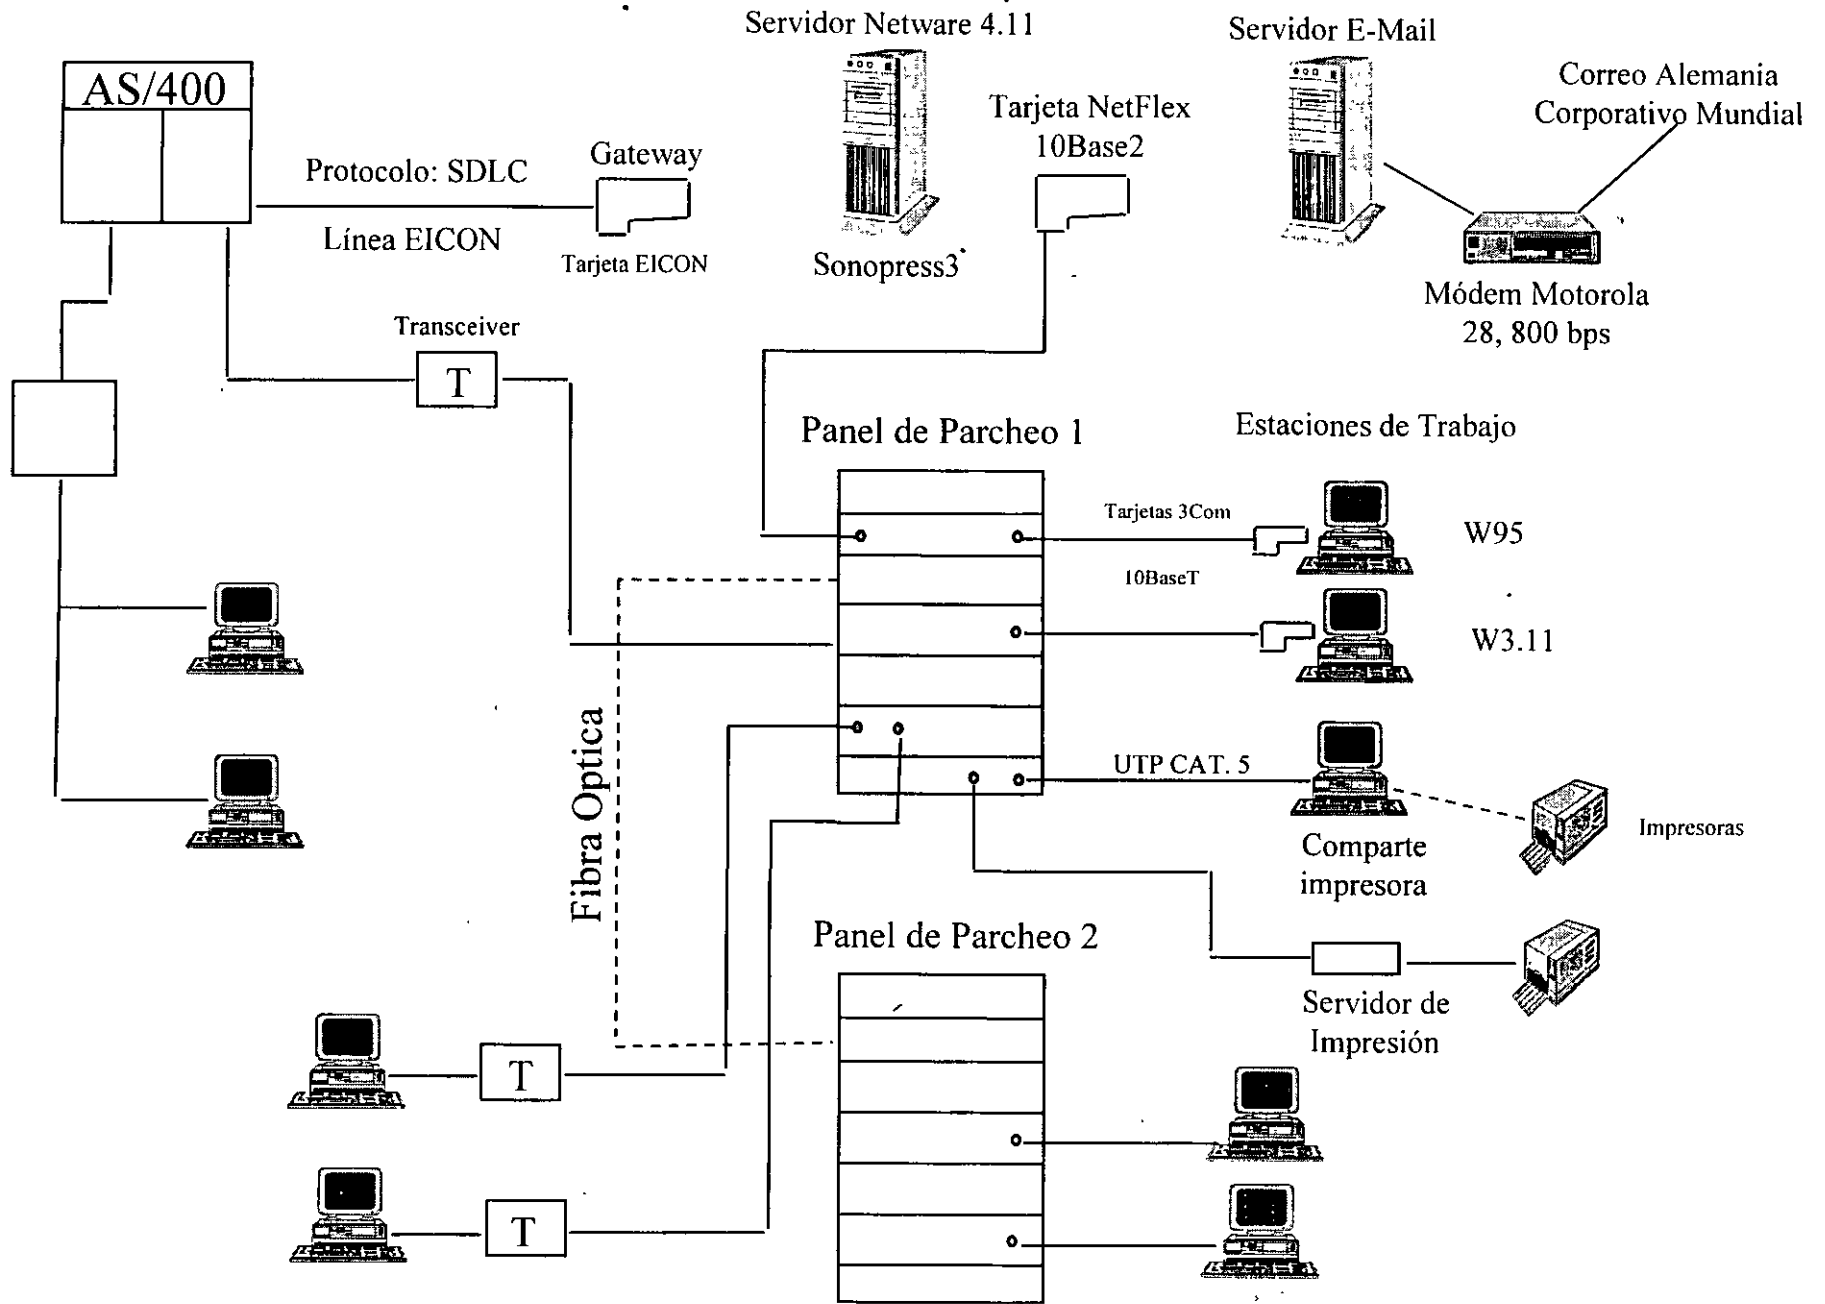 Servidor Netware 4.11
Servidor E-Mail
AS/400
Correo Alemania
Corporativo Mundial
Tarjeta NetFlex
10Base2
Gateway
Protocolo: SDLC
Línea EICON
Tarjeta EICON
Sonopress3
Módem Motorola
28, 800 bps
Transceiver
T
Panel de Parcheo 1
Estaciones de Trabajo
Tarjetas 3Com
W95
10BaseT
W3.11
Fibra Optica
UTP CAT. 5
Comparte
impresora
Impresoras
Panel de Parcheo 2
Servidor de
Impresión
T
T